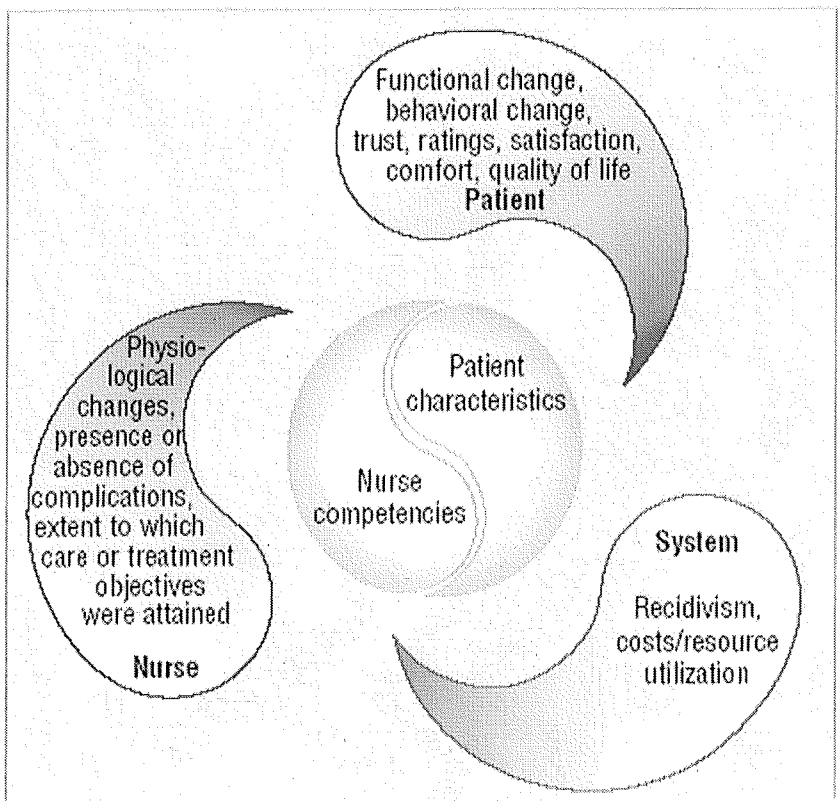 Functional change,
behavioral change,
trust, ratings, satisfaction,
comfort, quality of life
Patient
Physio-
logical
changes,
presence or
absence of
complications,
extent to which
care or treatment
objectives
were attained
Nurse
Patient
characteristics
Nurse
competencies
System
Recidivism,
costs/resource
utilization